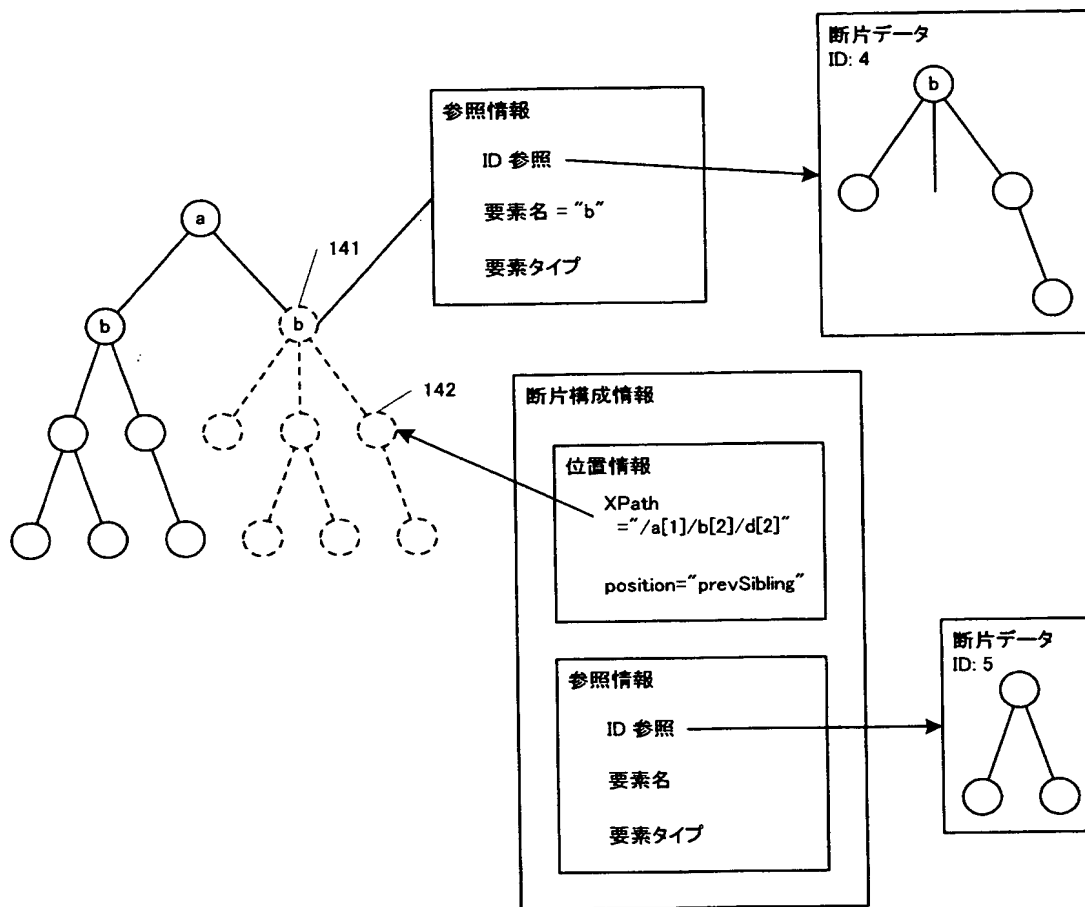 断片データ
ID: 4
b
参照情報
ID 参照
要素名 = "b"
要素タイプ
a
141
b
b
142
断片構成情報
位置情報
XPath
="/a[1]/b[2]/d[2]"
position="prevSibling"
参照情報
ID 参照
要素名
要素タイプ
断片データ
ID: 5